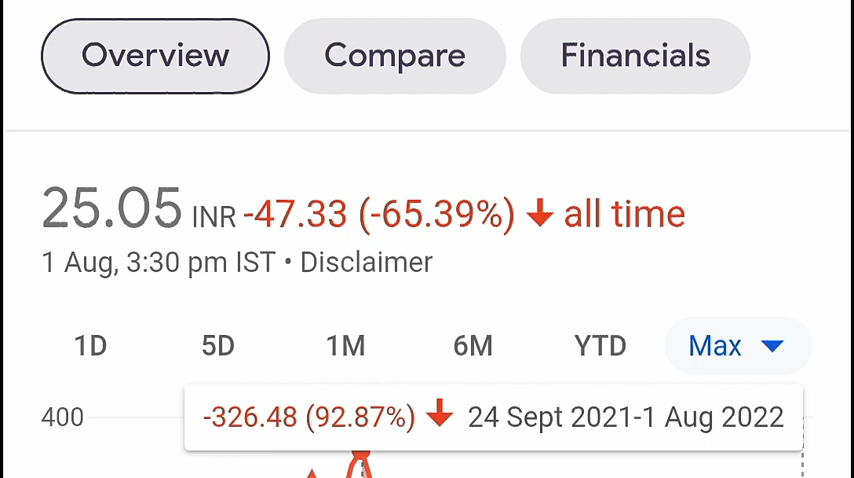 Overview Compare Financials
25.05 INR -47.33 (-65.39%) ↓ all time
1 Aug, 3:30 pm IST • Disclaimer
1D 5D 1M 6M YTD Max
400 -326.48 (92.87%) ↓ 24 Sept 2021-1 Aug 2022